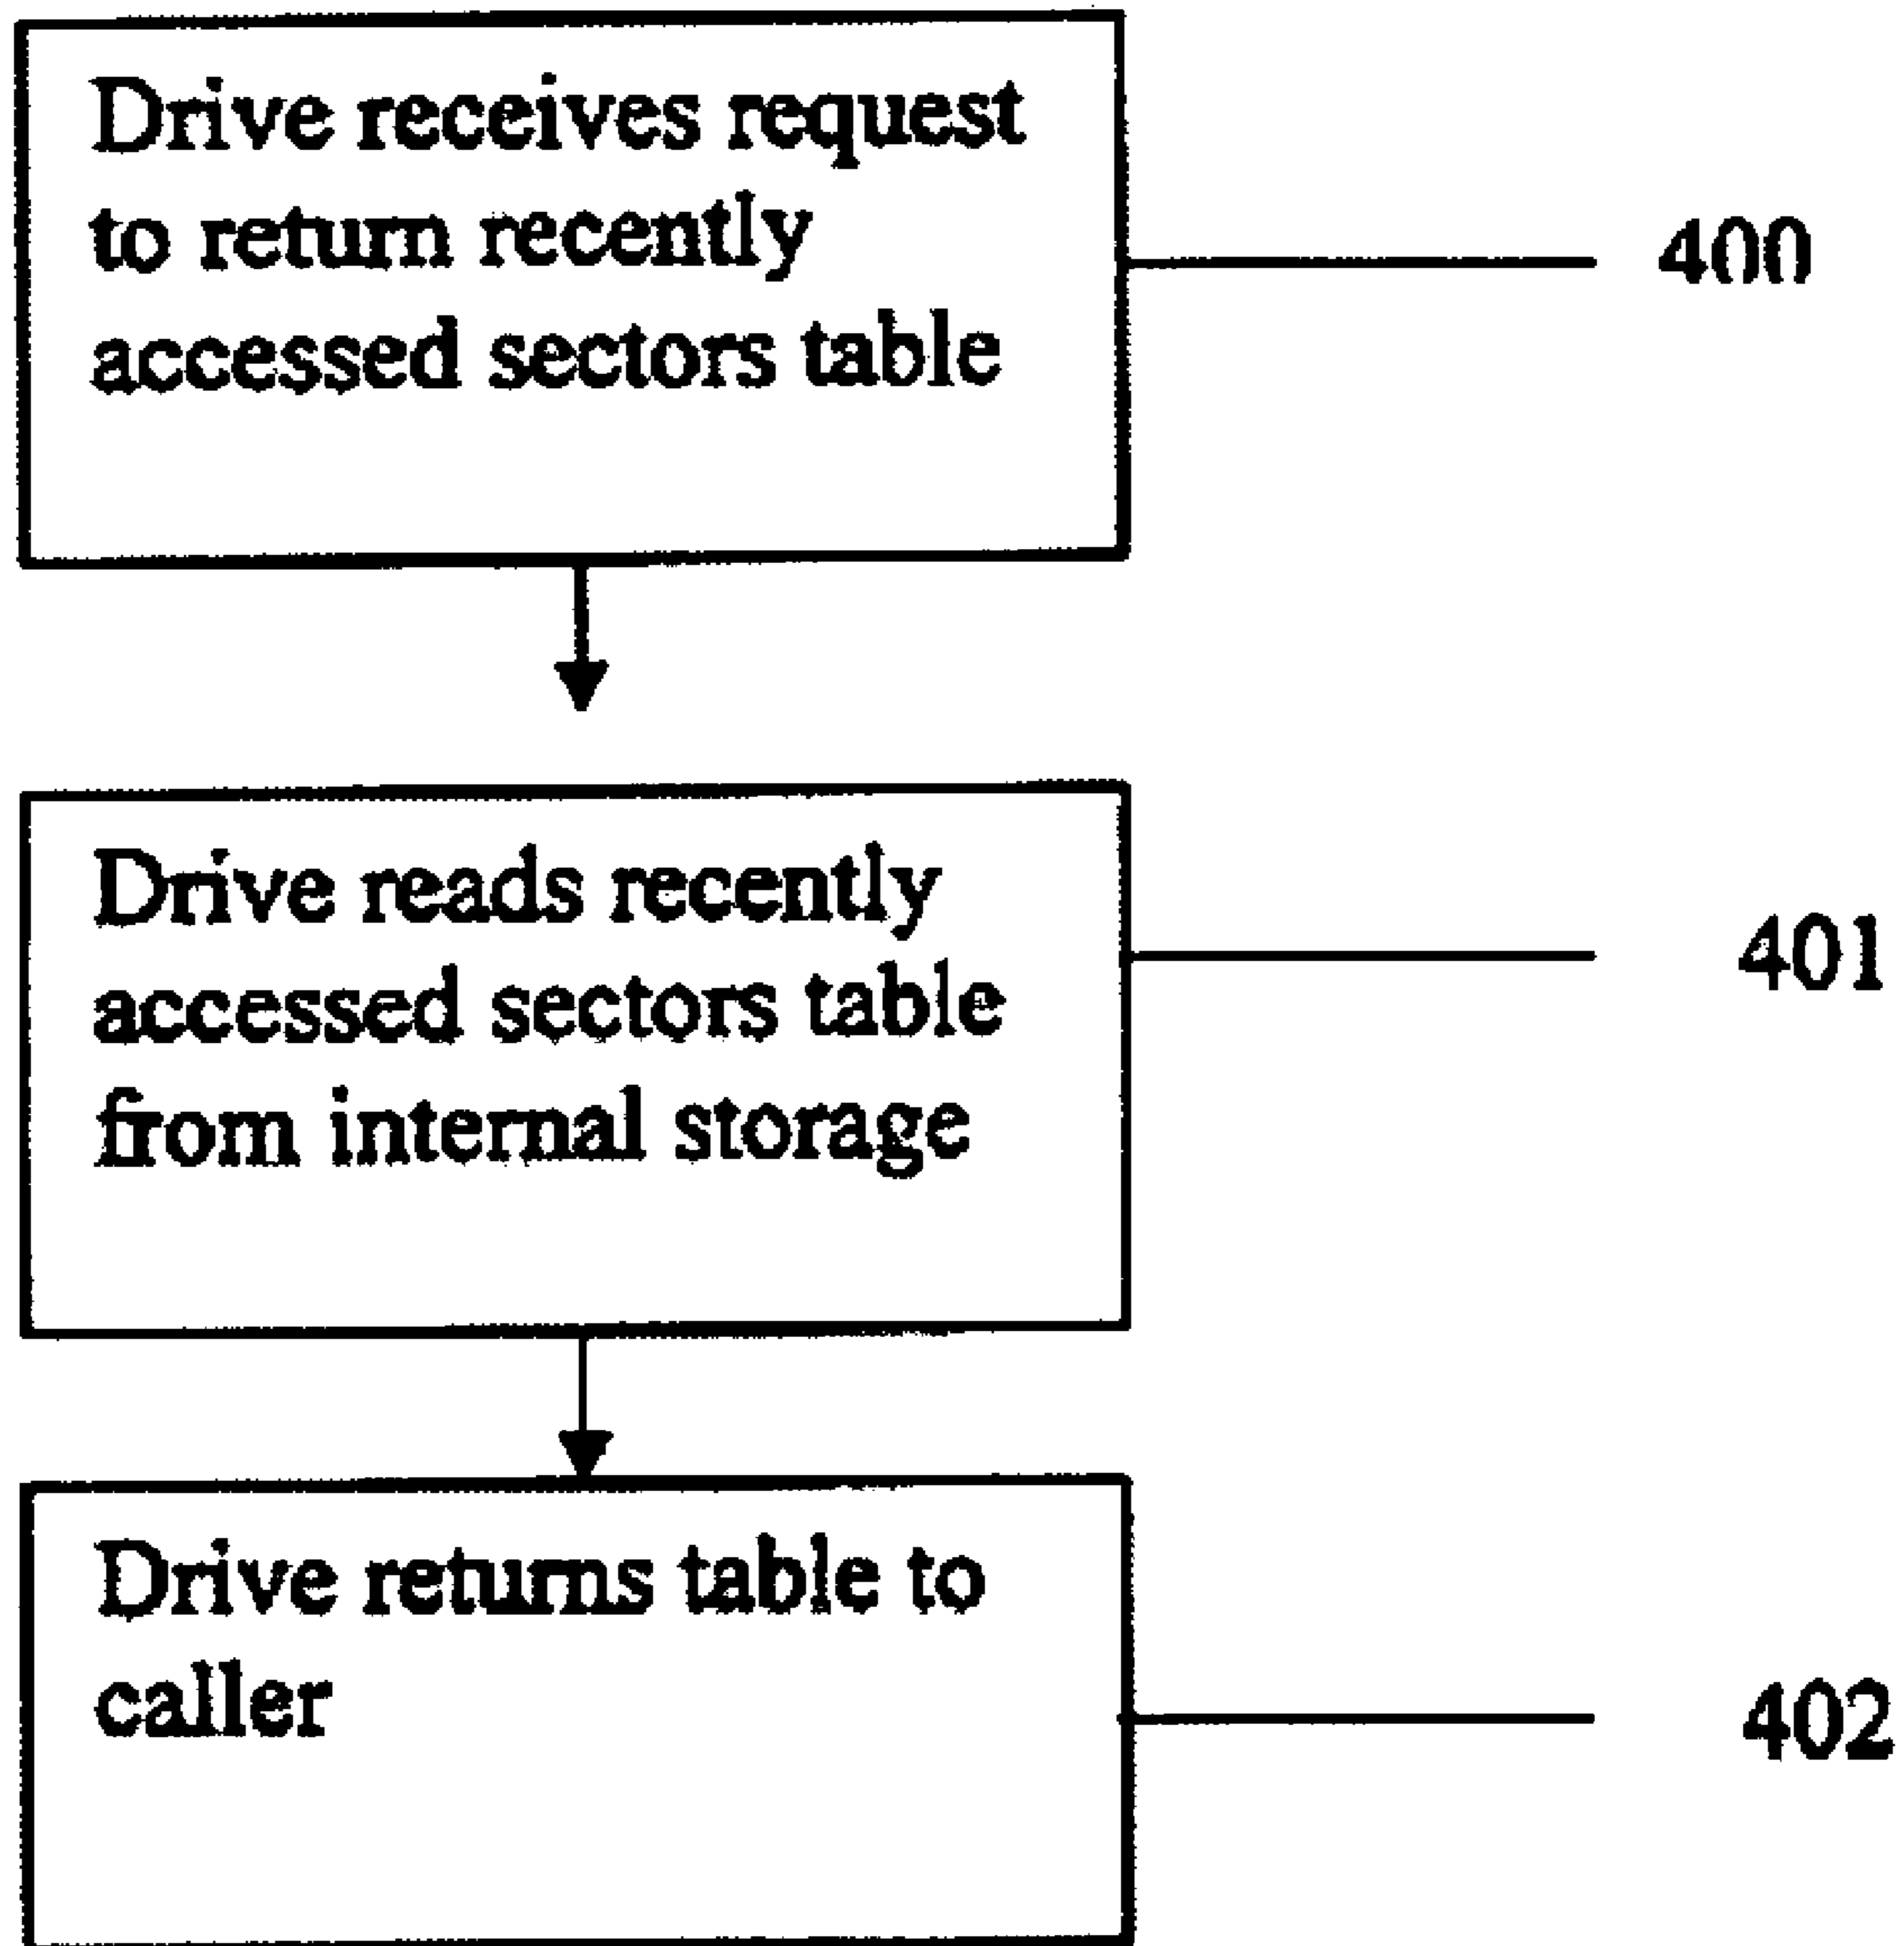 Drive receives request
to return recently
accessed sectors table
400
Drive reads recently
accessed sectors table
from internal storage
401
Drive returns table to
caller
402